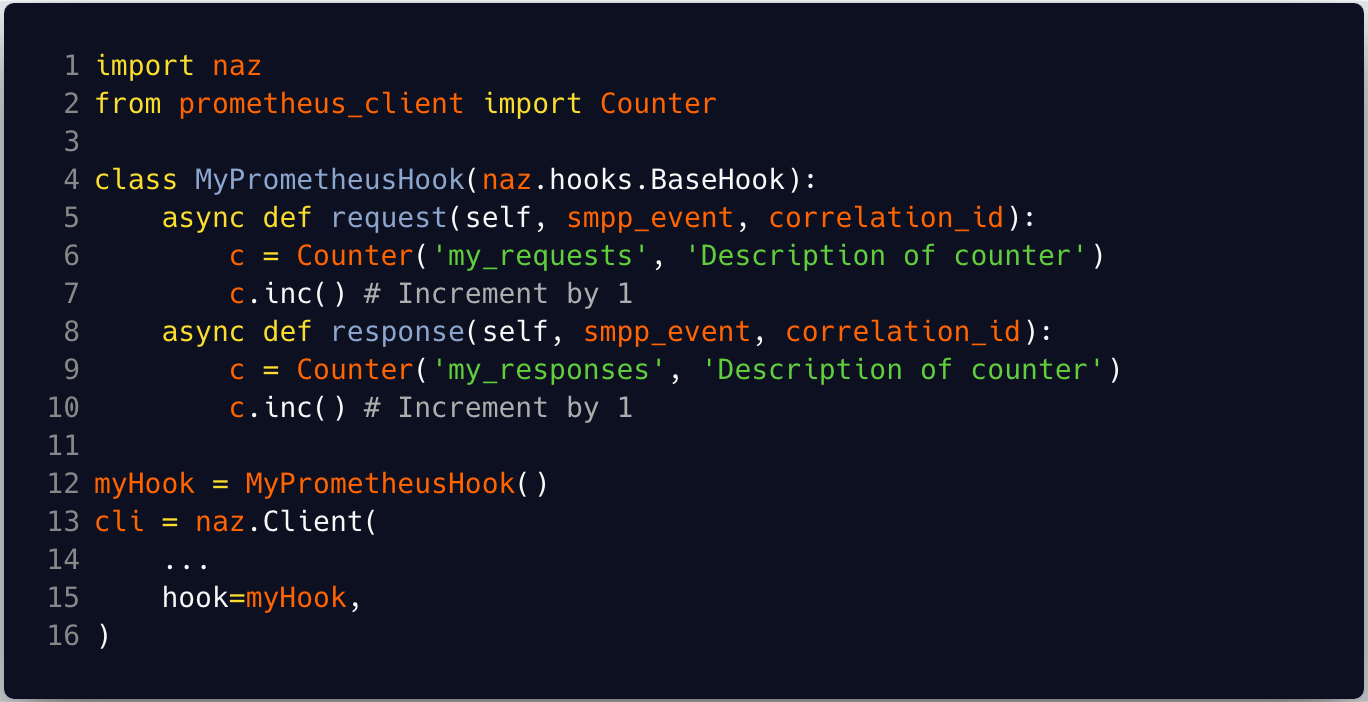 1 import naz
2 from prometheus_client import Counter
3
4 class MyPrometheusHook(naz.hooks.BaseHook):
5     async def request(self, smpp_event, correlation_id):
6         c = Counter('my_requests', 'Description of counter')
7         c.inc() # Increment by 1
8     async def response(self, smpp_event, correlation_id):
9         c = Counter('my_responses', 'Description of counter')
10         c.inc() # Increment by 1
11
12 myHook = MyPrometheusHook()
13 cli = naz.Client(
14     ...
15     hook=myHook,
16 )